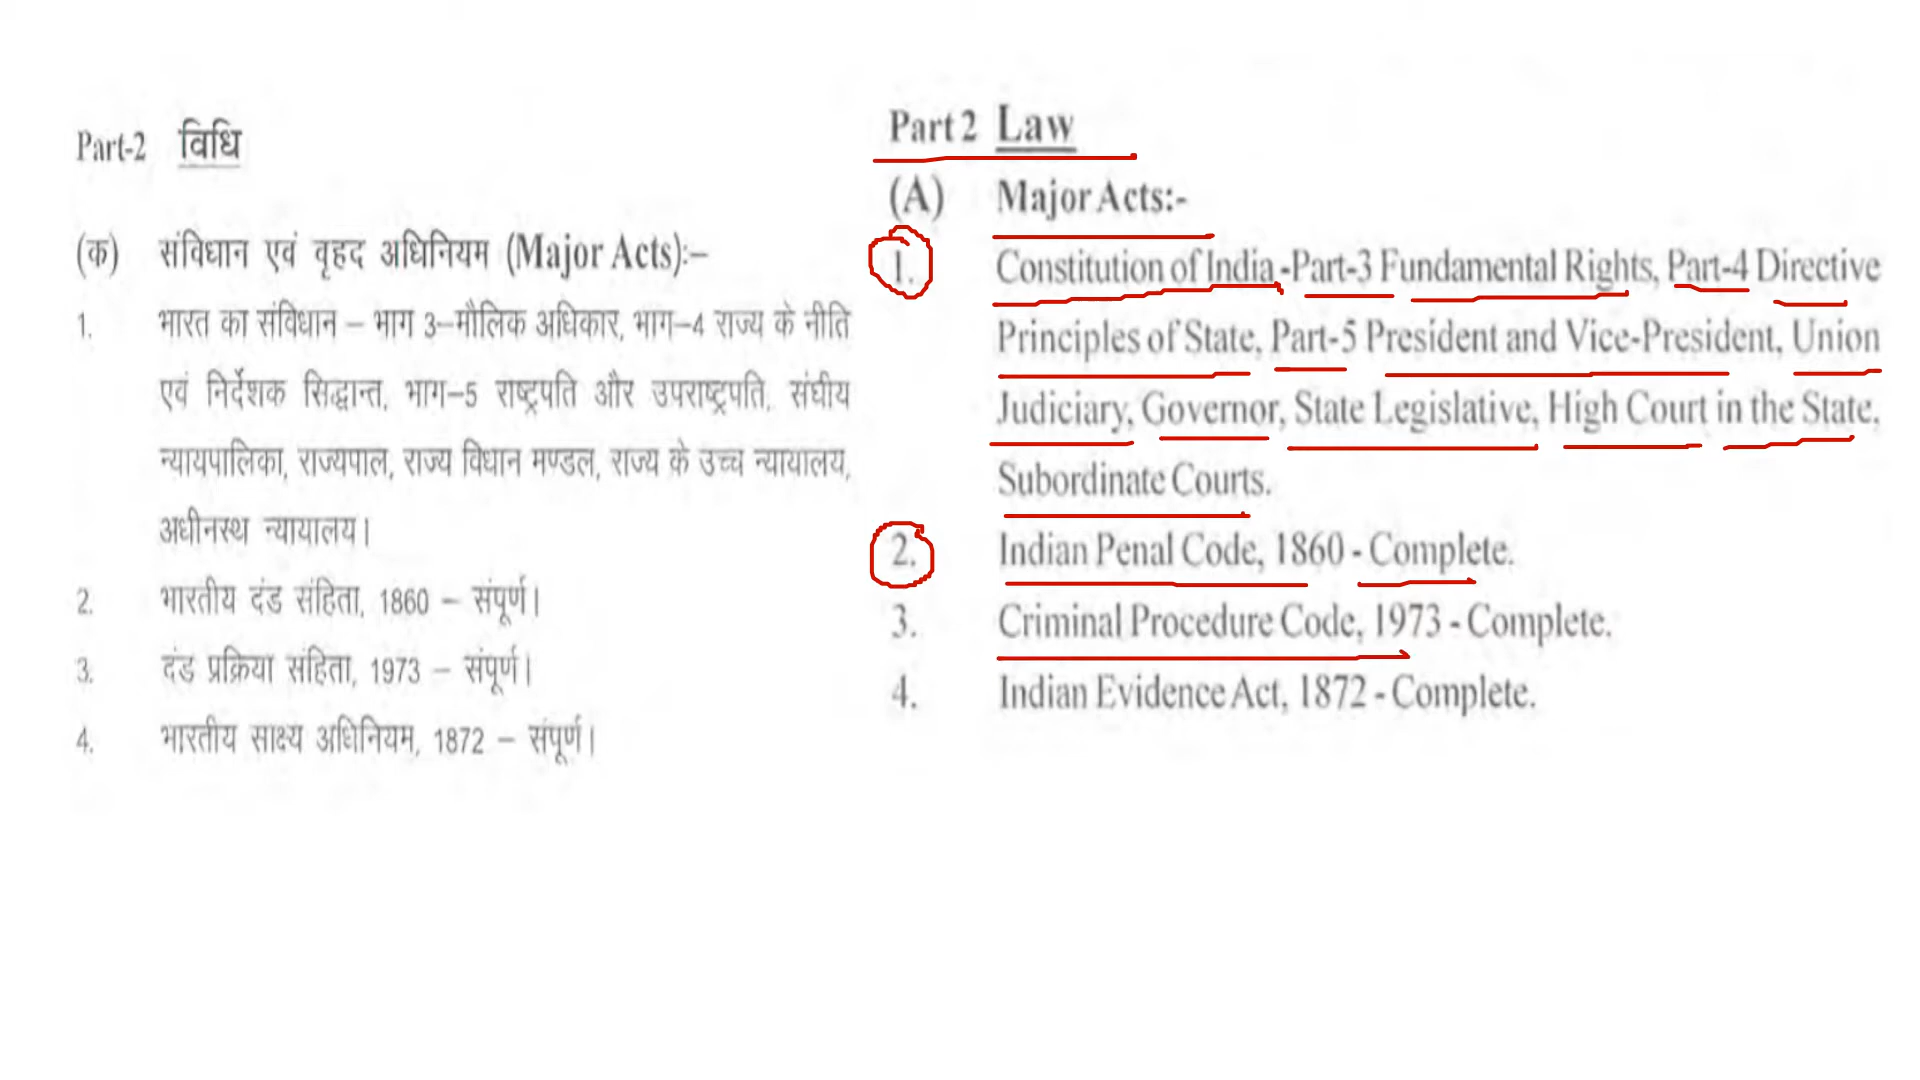 Part-2 विधि
(क) संविधान एवं वृहद अधिनियम (Major Acts):–
1. भारत का संविधान – भाग 3–मौलिक अधिकार, भाग–4 राज्य के नीति
एवं निर्देशक सिद्धान्त, भाग–5 राष्ट्रपति और उपराष्ट्रपति, संघीय
न्यायपालिका, राज्यपाल, राज्य विधान मण्डल, राज्य के उच्च न्यायालय,
अधीनस्थ न्यायालय।
2. भारतीय दंड संहिता, 1860 – संपूर्ण।
3. दंड प्रक्रिया संहिता, 1973 – संपूर्ण।
4. भारतीय साक्ष्य अधिनियम, 1872 – संपूर्ण।
Part 2 Law
(A) Major Acts:-
1. Constitution of India -Part-3 Fundamental Rights, Part-4 Directive
Principles of State, Part-5 President and Vice-President, Union
Judiciary, Governor, State Legislative, High Court in the State,
Subordinate Courts.
2. Indian Penal Code, 1860 - Complete.
3. Criminal Procedure Code, 1973 - Complete.
4. Indian Evidence Act, 1872 - Complete.